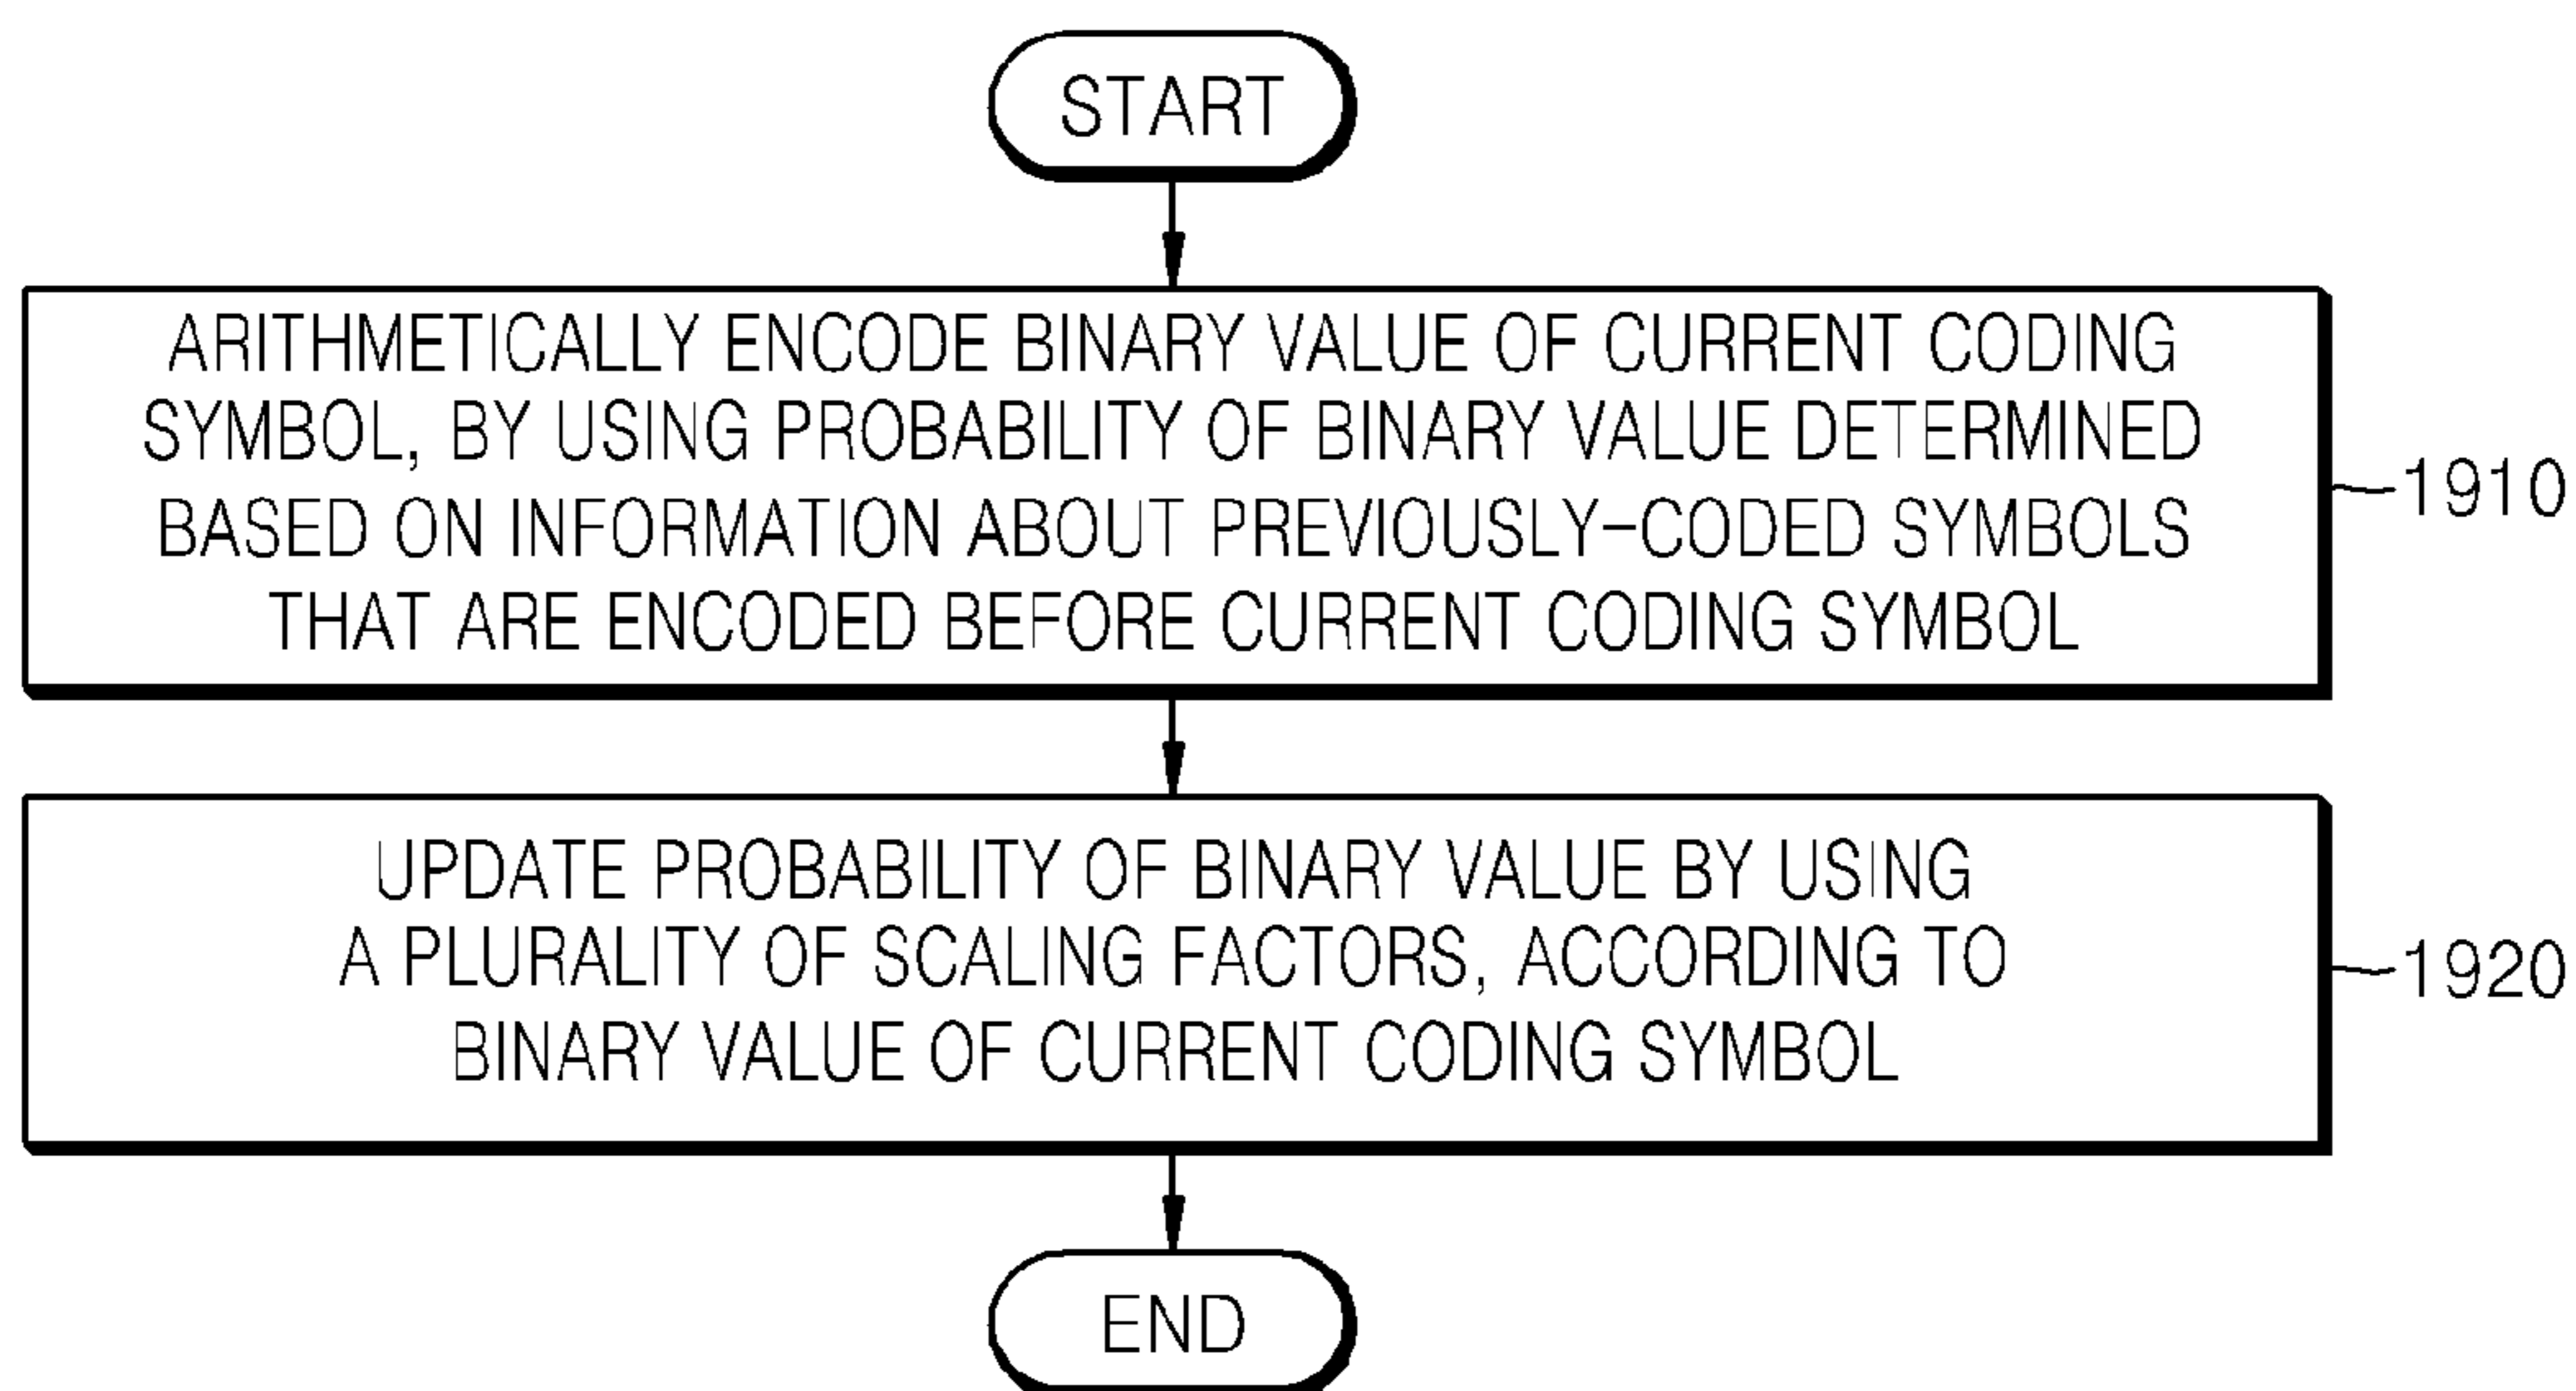 START
ARITHMETICALLY ENCODE BINARY VALUE OF CURRENT CODING
SYMBOL, BY USING PROBABILITY OF BINARY VALUE DETERMINED
BASED ON INFORMATION ABOUT PREVIOUSLY-CODED SYMBOLS
THAT ARE ENCODED BEFORE CURRENT CODING SYMBOL
1910
UPDATE PROBABILITY OF BINARY VALUE BY USING
A PLURALITY OF SCALING FACTORS, ACCORDING TO
BINARY VALUE OF CURRENT CODING SYMBOL
1920
END